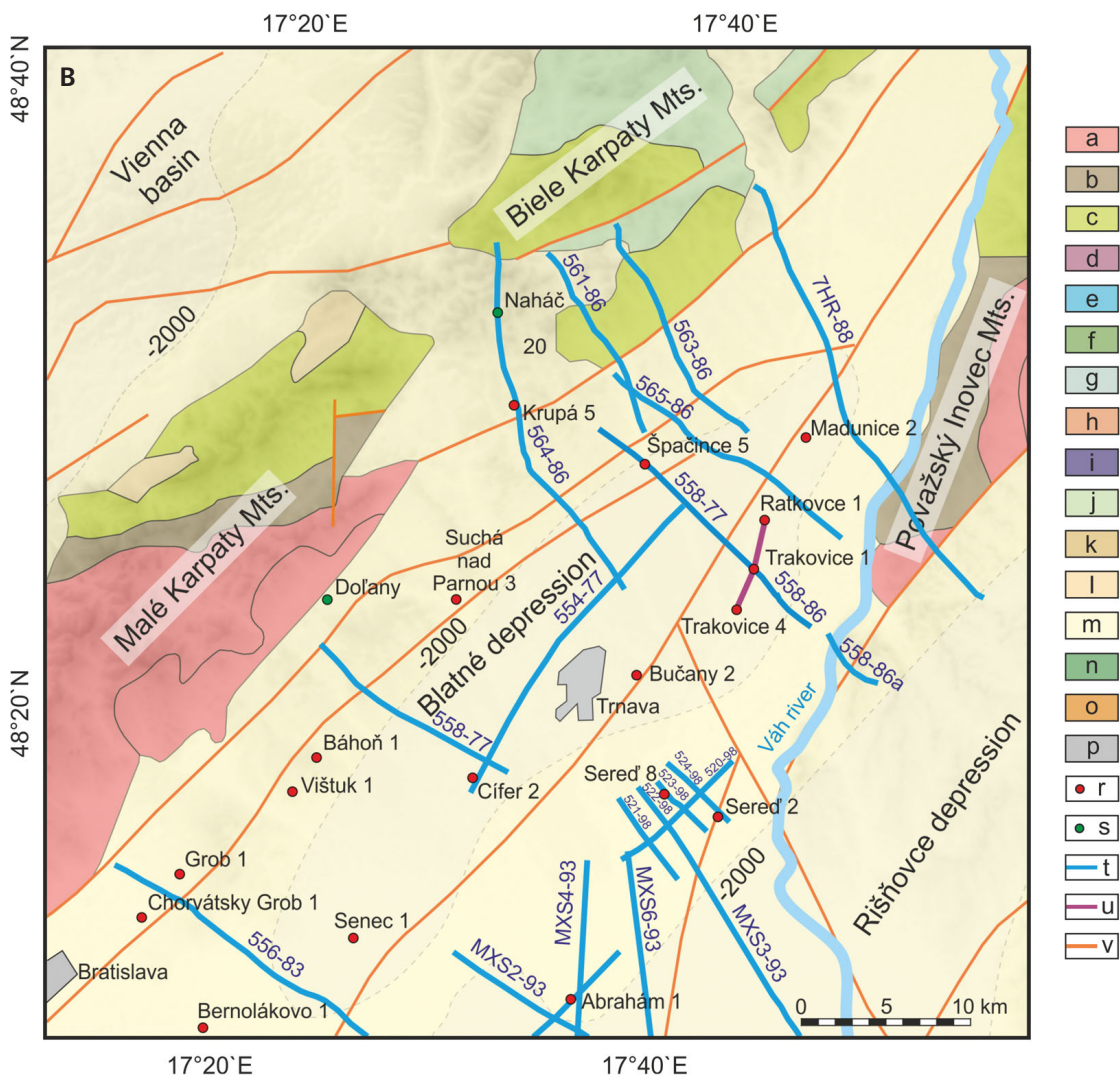 17°20`E
17°40`E
48°40`N
B
Vienna
basin
Biele Karpaty Mts.
-2000
Naháč
20
561-86
563-86
7HR-88
Považský Inovec Mts.
Krupá 5
565-86
Madunice 2
Špačince 5
564-86
558-77
Ratkovce 1
Malé Karpaty Mts.
Suchá
nad
Parnou 3
Doľany
Trakovice 1
558-86
Trakovice 4
554-77
-2000
Blatné depression
558-86a
Bučany 2
Trnava
Váh river
48°20`N
558-77
Báhoň 1
Vištuk 1
Cífer 2
Sereď 8
524-98
520-98
523-98
522-98
521-98
Sereď 2
Rišňovce depression
-2000
Grob 1
Chorvátsky Grob 1
Senec 1
556-83
MXS4-93
MXS6-93
MXS3-93
MXS2-93
Bratislava
Abrahám 1
Bernolákovo 1
0 5 10 km
17°20`E
17°40`E
a
b
c
d
e
f
g
h
i
j
k
l
m
n
o
p
r
s
t
u
v